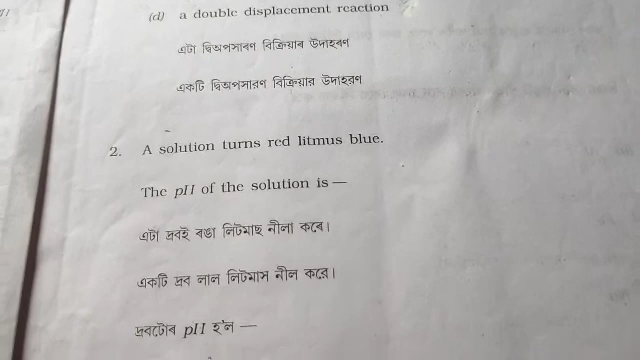 (d) a double displacement reaction
এটা দ্বিঅপসাৰণ বিক্ৰিয়াৰ উদাহৰণ
একটি দ্বিঅপসারণ বিক্রিয়ার উদাহরণ
2. A solution turns red litmus blue.
The pH of the solution is —
এটা দ্ৰৱই ৰঙা লিটমাছ নীলা কৰে।
একটি দ্রব লাল লিটমাস নীল করে।
দ্ৰৱটোৰ pH হ'ল —